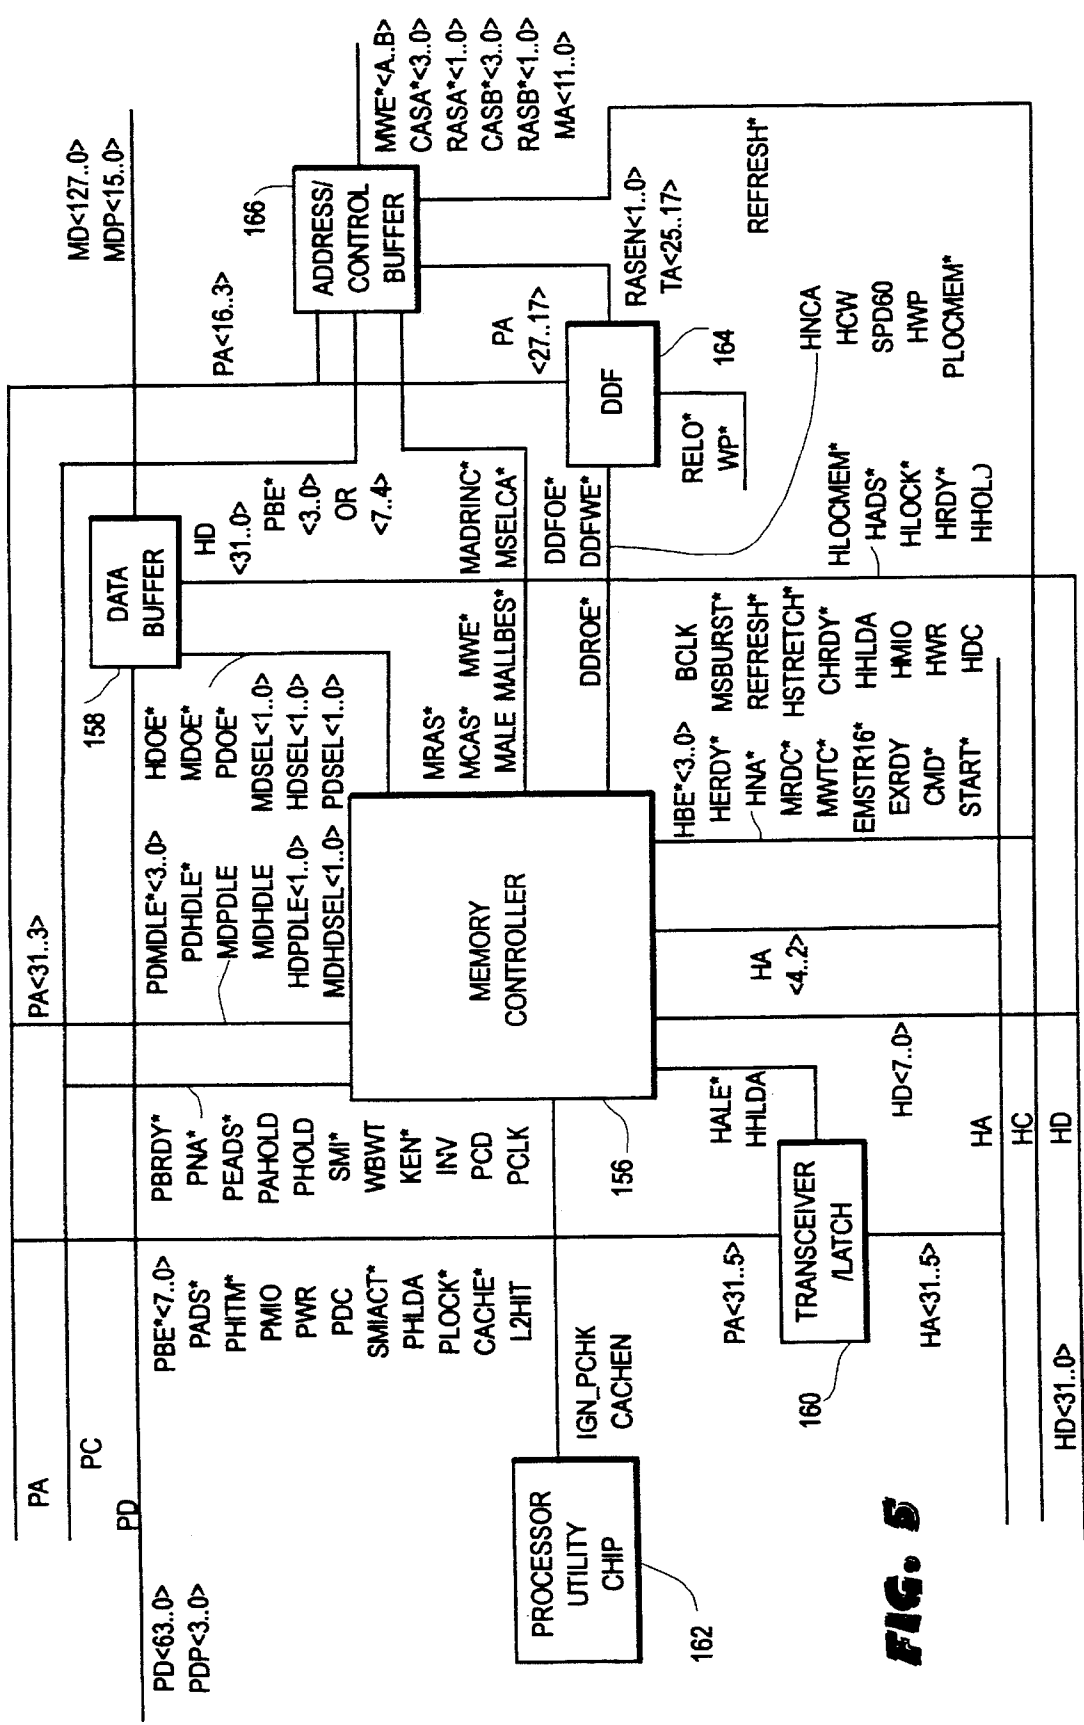 MD<127..0>
MDP<15..0>
MWE*<A..B>
CASA*<3..0>
RASA*<1..0>
CASB*<3..0>
RASB*<1..0>
MA<11..0>
166
ADDRESS/
CONTROL
BUFFER
PA<16..3>
PA
<27..17>
RASEN<1..0>
TA<25..17>
REFRESH*
DDF
164
RELO*
WP*
DDFOE*
DDFWE*
DDROE*
HNCA
HCW
SPD60
HWP
PLOCMEM*
HLOCMEM*
HADS*
HLOCK*
HRDY*
HHOLD
DATA
BUFFER
158
HD
<31..0>
PBE*
<3..0>
OR
<7..4>
MADRINC*
MSELCA*
HDOE*
MDOE*
PDOE*
MDSEL<1..0>
HDSEL<1..0>
PDSEL<1..0>
MRAS*
MCAS*
MALE
MWE*
MALLBES*
PA<31..3>
PDMDLE*<3..0>
PDHDLE*
MDPDLE
MDHDLE
HDPDLE<1..0>
MDHDSEL<1..0>
MEMORY
CONTROLLER
156
HBE*<3..0>
HERDY*
HNA*
MRDC*
MWTC*
EMSTR16*
EXRDY
CMD*
START*
BCLK
MSBURST*
REFRESH*
HSTRETCH*
CHRDY*
HHLDA
HMIO
HWR
HDC
HA
<4..2>
HD<7..0>
HALE*
HHLDA
PBRDY*
PNA*
PEADS*
PAHOLD
PHOLD
SMI*
WBWT
KEN*
INV
PCD
PCLK
PBE*<7..0>
PADS*
PHITM*
PMIO
PWR
PDC
SMIACT*
PHLDA
PLOCK*
CACHE*
L2HIT
TRANSCEIVER
/LATCH
160
PA<31..5>
HA<31..5>
HA
HC
HD
HD<31..0>
IGN_PCHK
CACHEN
PROCESSOR
UTILITY
CHIP
162
PA
PC
PD
PD<63..0>
PDP<3..0>
FIG. 5